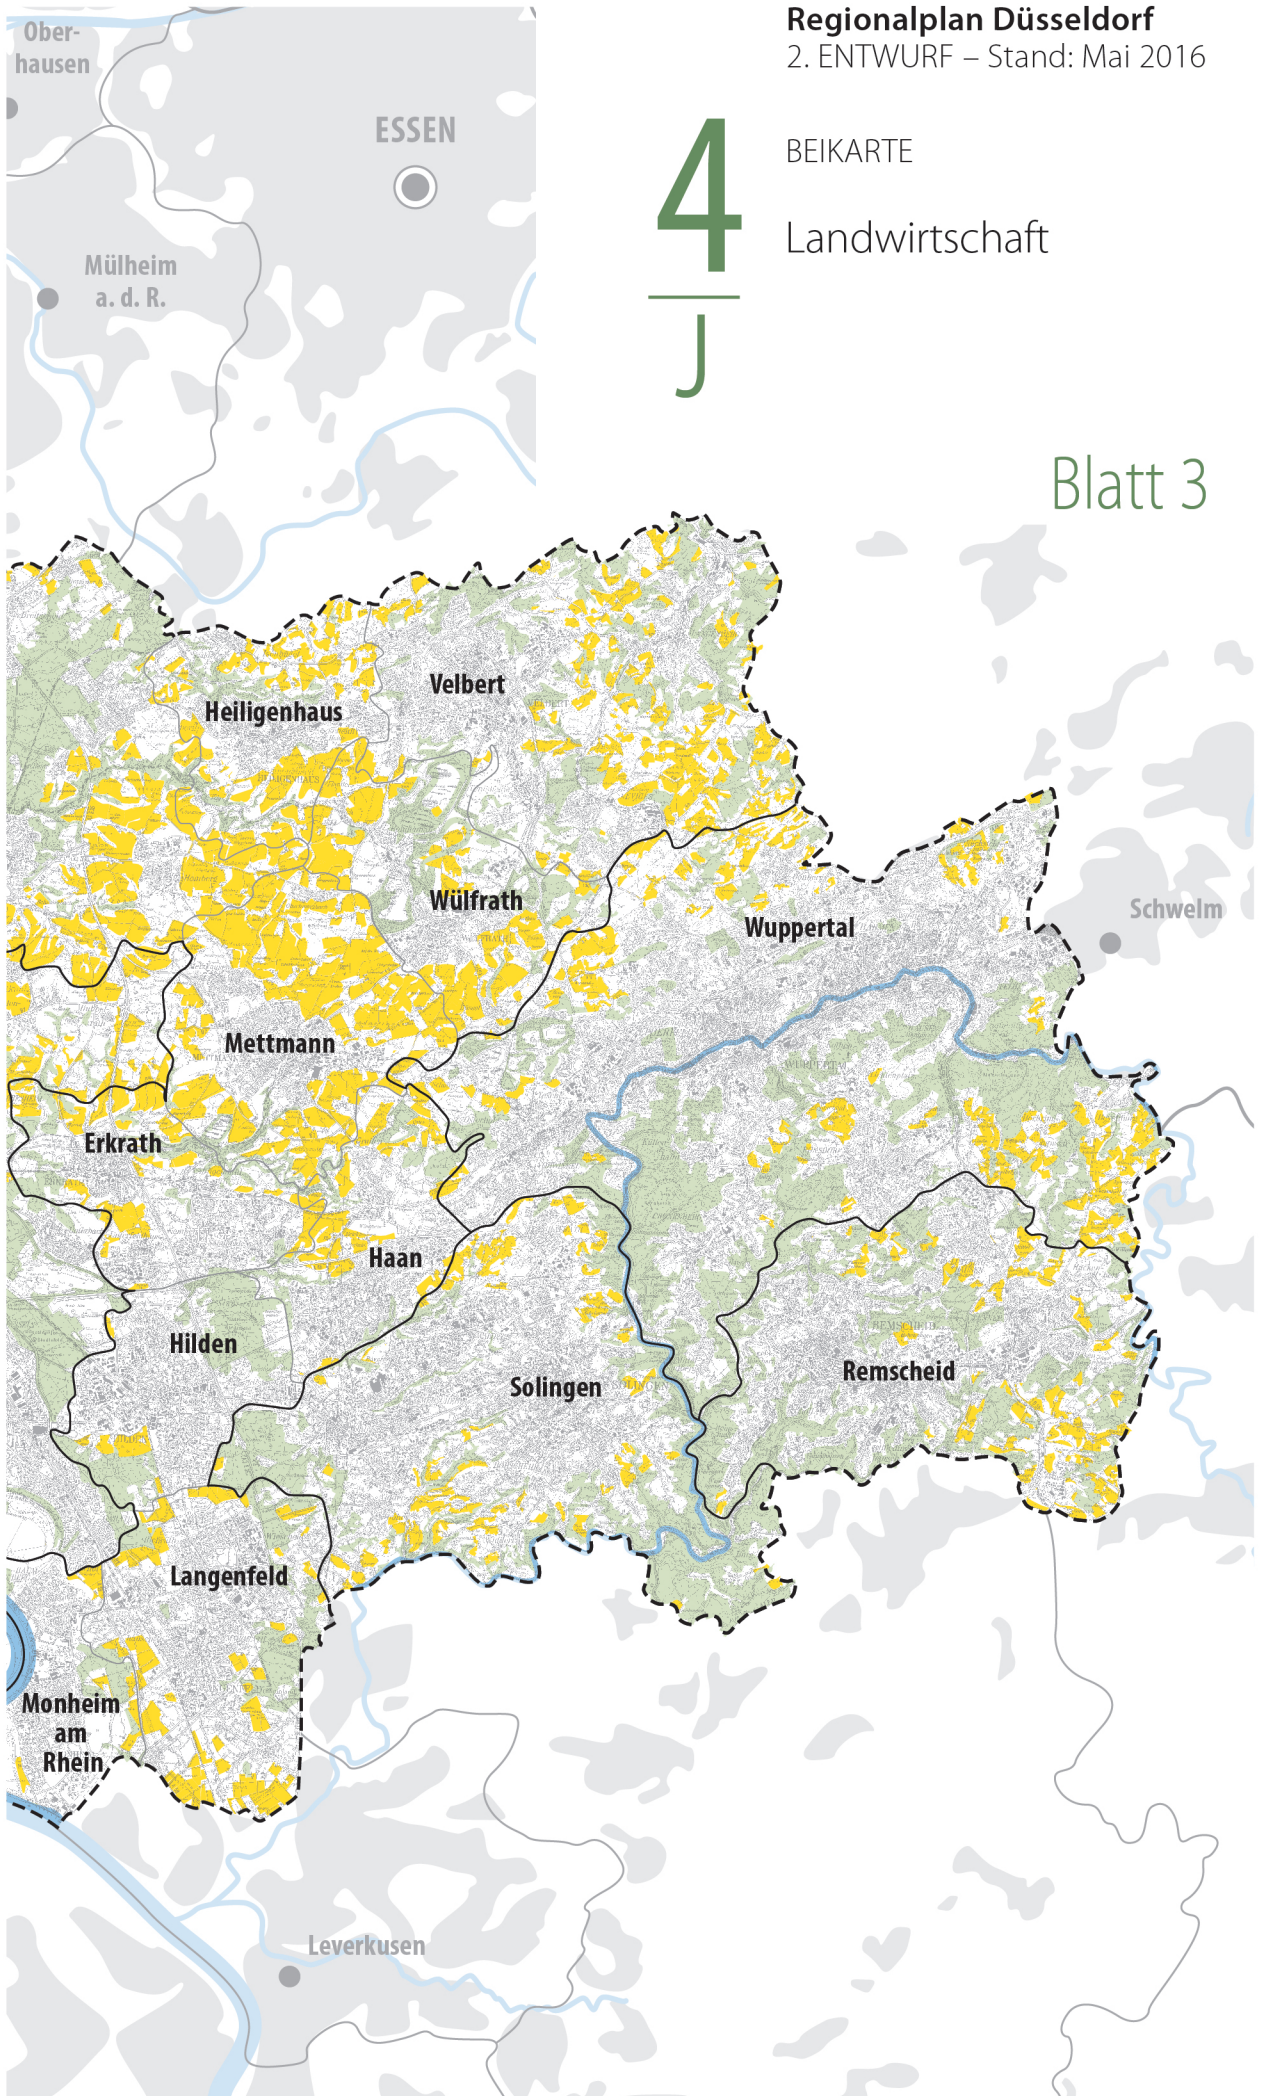 Regionalplan Düsseldorf
2. ENTWURF – Stand: Mai 2016
4
J
BEIKARTE
Landwirtschaft
Blatt 3
Ober-
hausen
ESSEN
Mülheim
a. d. R.
Velbert
Heiligenhaus
Wülfrath
Wuppertal
Schwelm
Mettmann
Erkrath
Haan
Hilden
Solingen
Remscheid
Langenfeld
Monheim
am
Rhein
Leverkusen